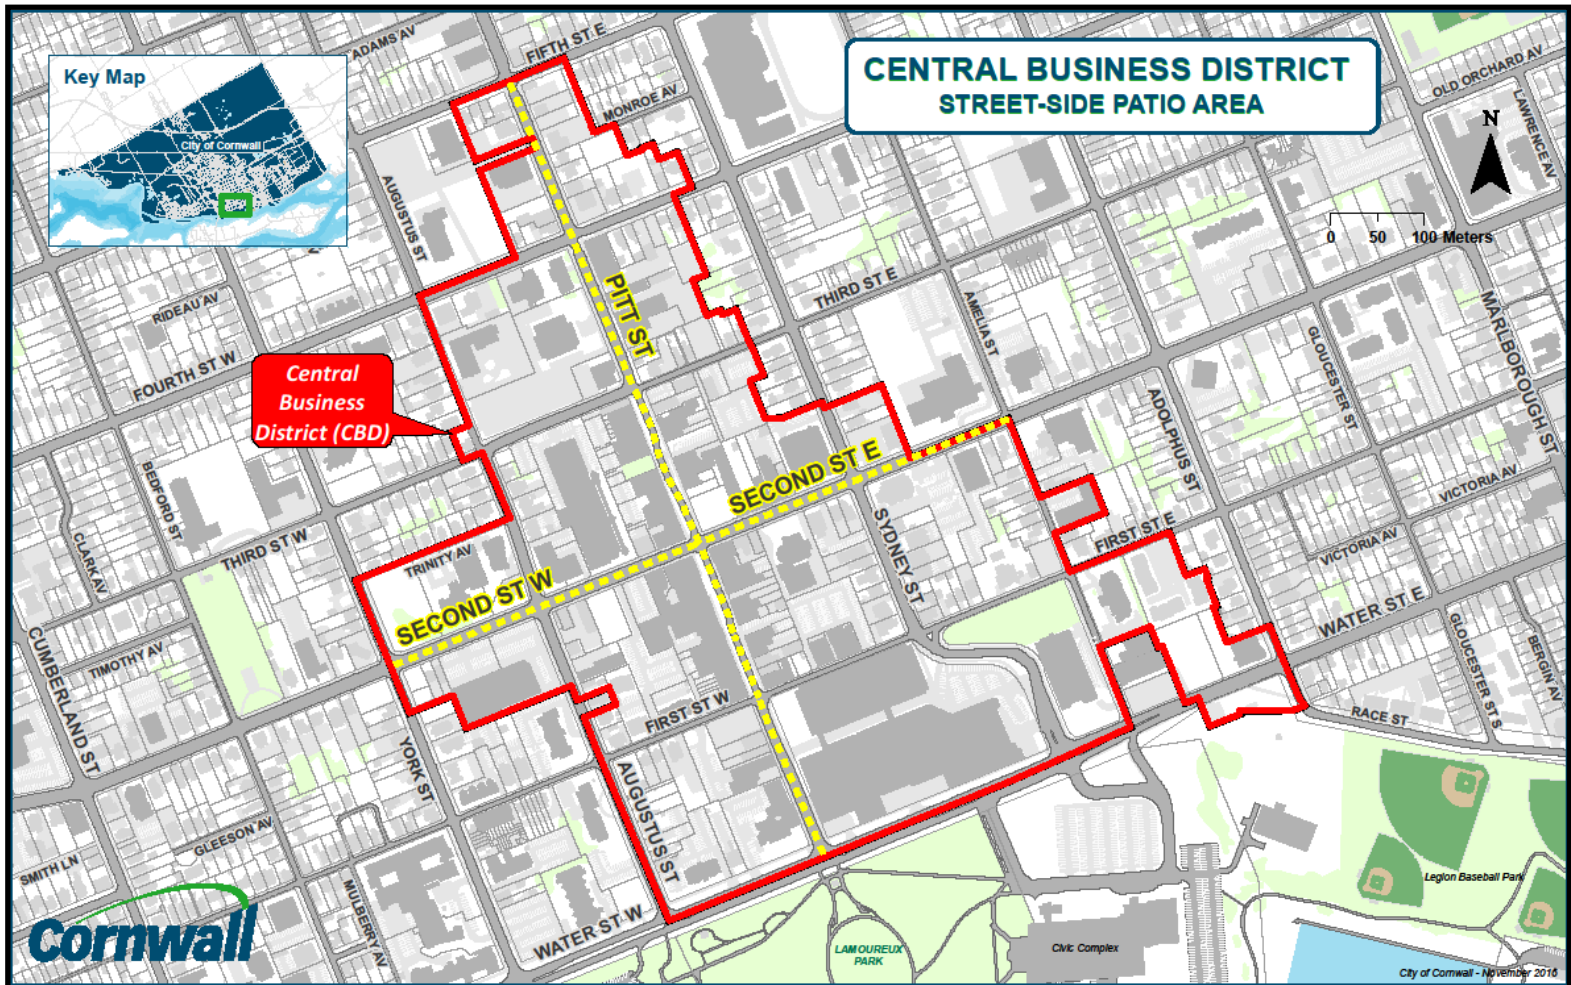 Key Map
City of Cornwall
CENTRAL BUSINESS DISTRICT
STREET-SIDE PATIO AREA
N
0 50 100 Meters
ADAMS AV
FIFTH ST E
MONROE AV
OLD ORCHARD AV
LAWRENCE AV
AUGUSTUS ST
RIDEAU AV
PITT ST
THIRD ST E
AMELIA ST
MARLBOROUGH ST
GLOUCESTER ST
FOURTH ST W
Central
Business
District (CBD)
ADOLPHUS ST
BEDFORD ST
SECOND ST E
VICTORIA AV
CLARK AV
THIRD ST W
TRINITY AV
SYDNEY ST
FIRST ST E
VICTORIA AV
SECOND ST W
WATER ST E
CUMBERLAND ST
TIMOTHY AV
GLOUCESTER ST S
BERGIN AV
FIRST ST W
RACE ST
YORK ST
AUGUSTUS ST
GLEESON AV
SMITH LN
MULBERRY AV
WATER ST W
Legion Baseball Park
LAMOUREUX
PARK
Civic Complex
Cornwall
City of Cornwall - November 2016